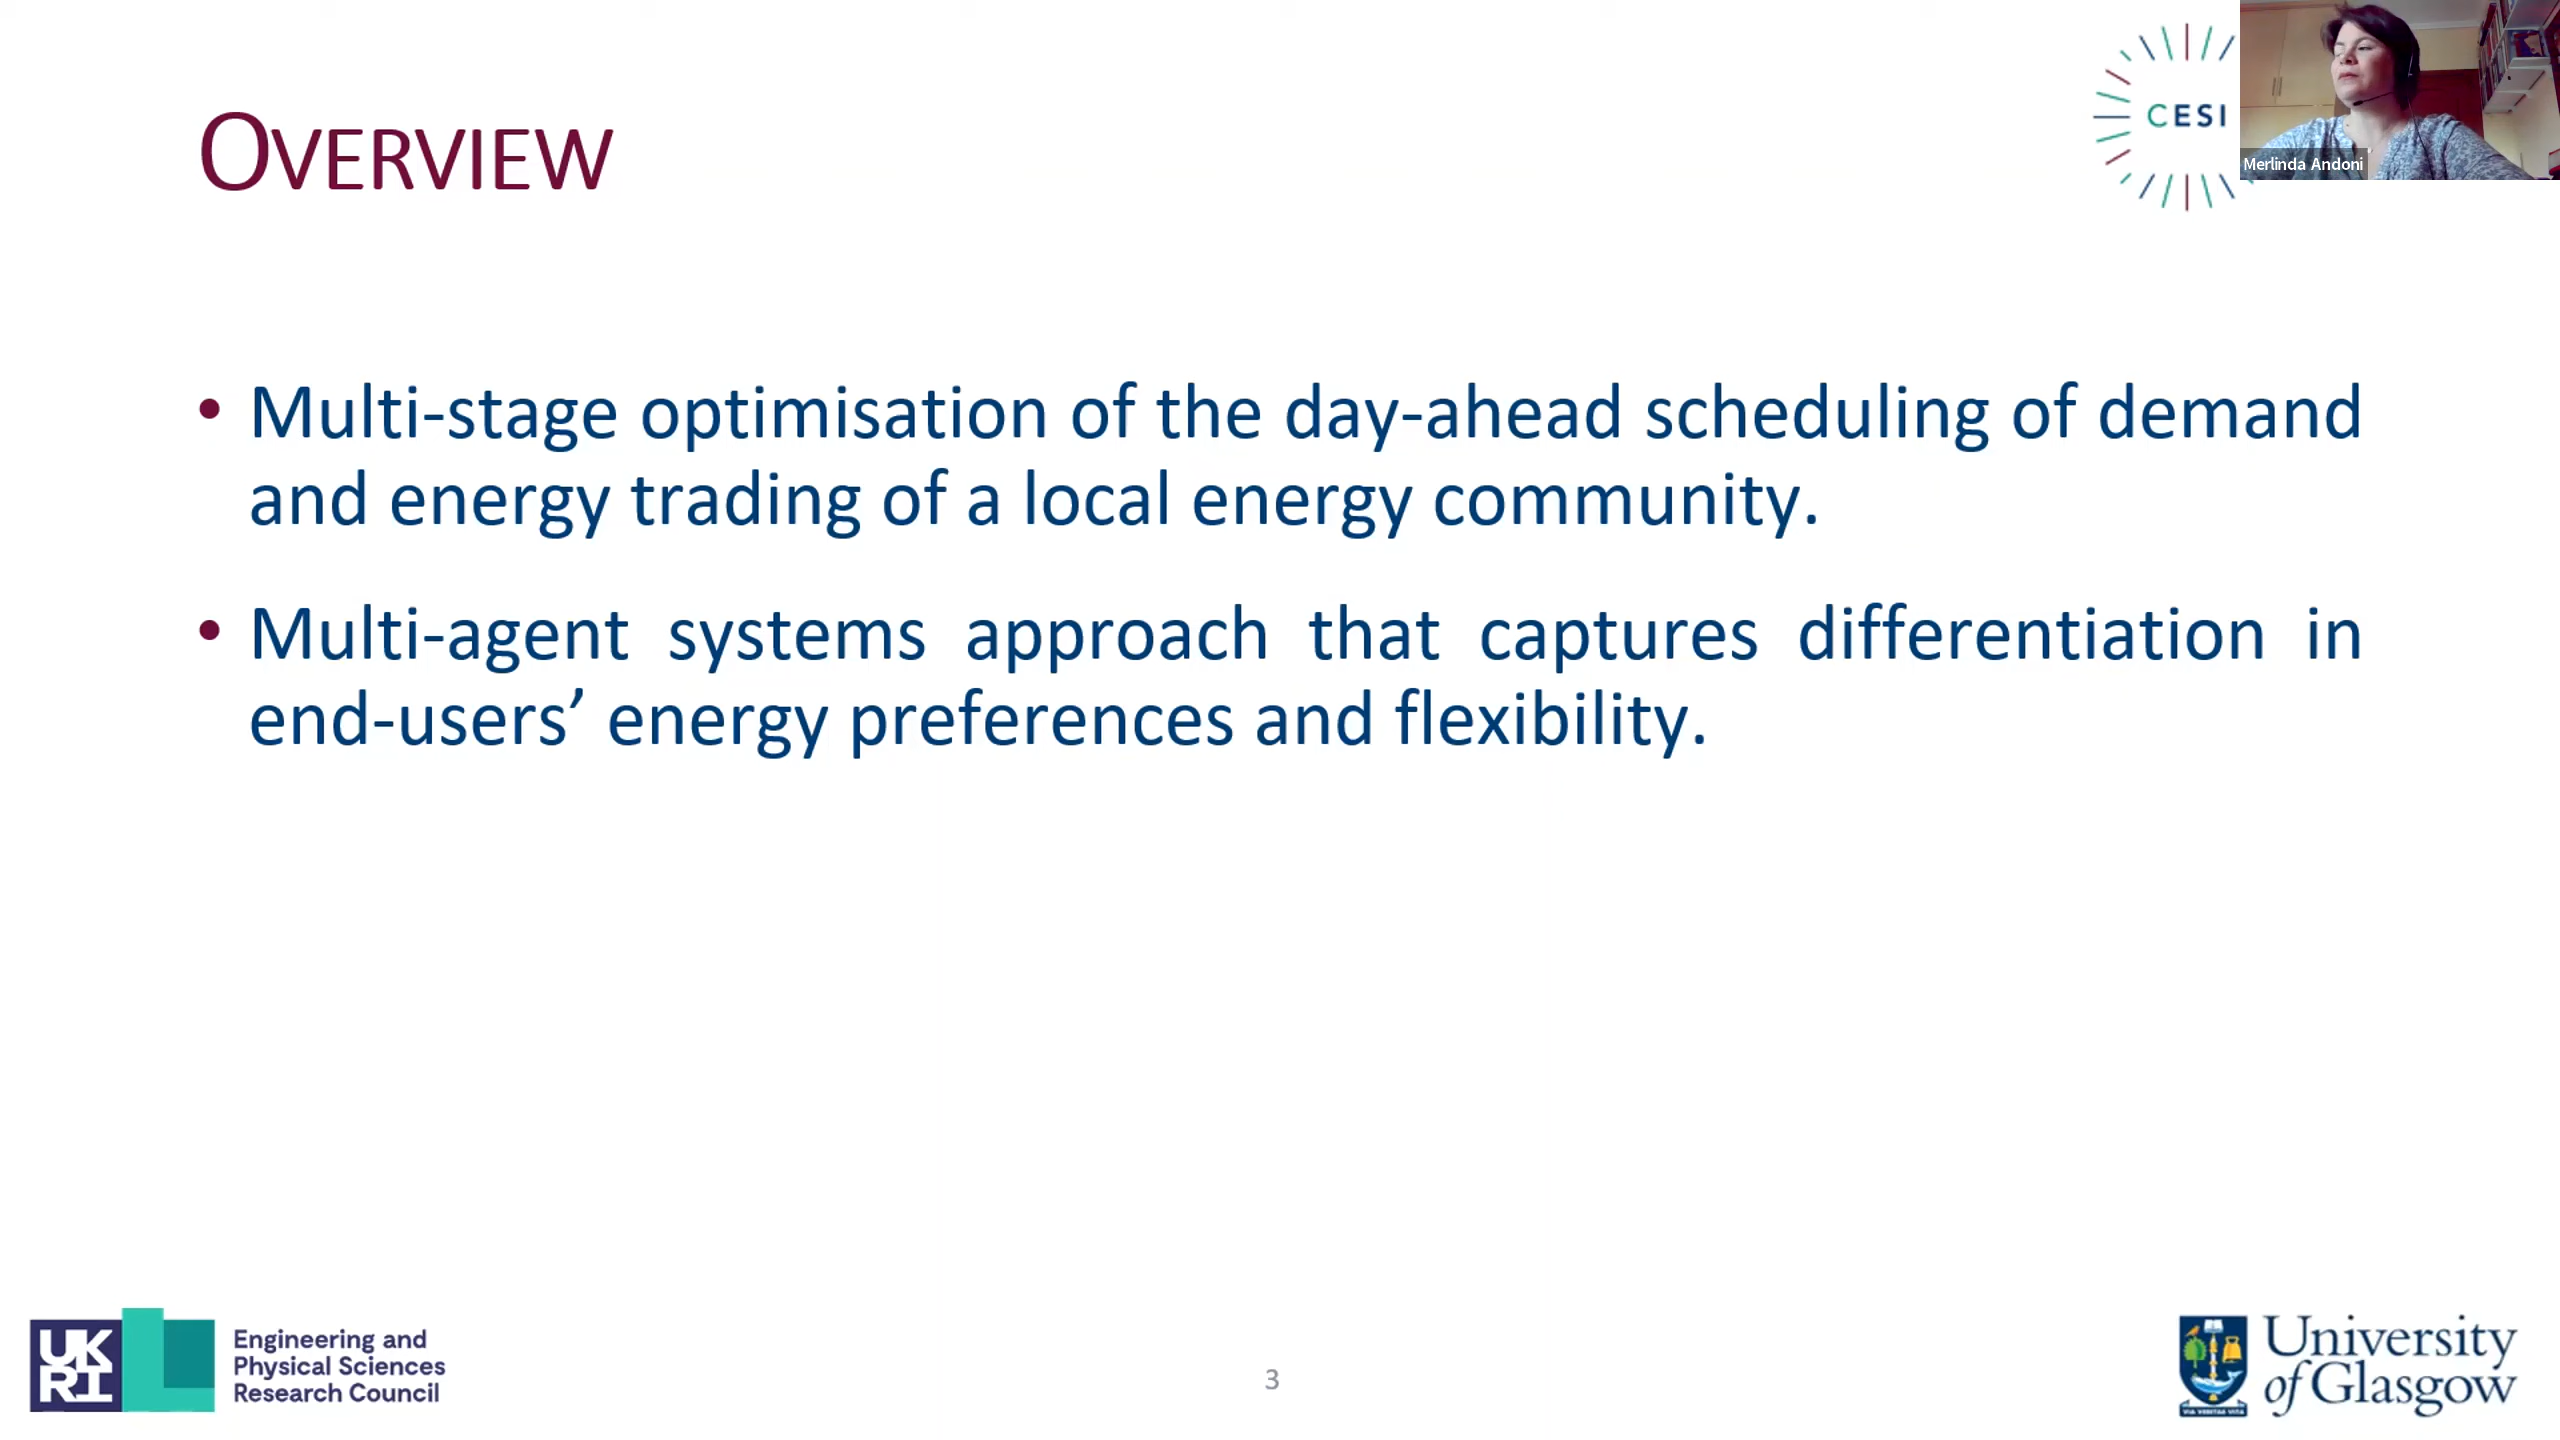 OVERVIEW
CESI
Merlinda Andoni
• Multi-stage optimisation of the day-ahead scheduling of demand
and energy trading of a local energy community.
• Multi-agent systems approach that captures differentiation in
end-users’ energy preferences and flexibility.
UK
RI
Engineering and
Physical Sciences
Research Council
3
University
of Glasgow